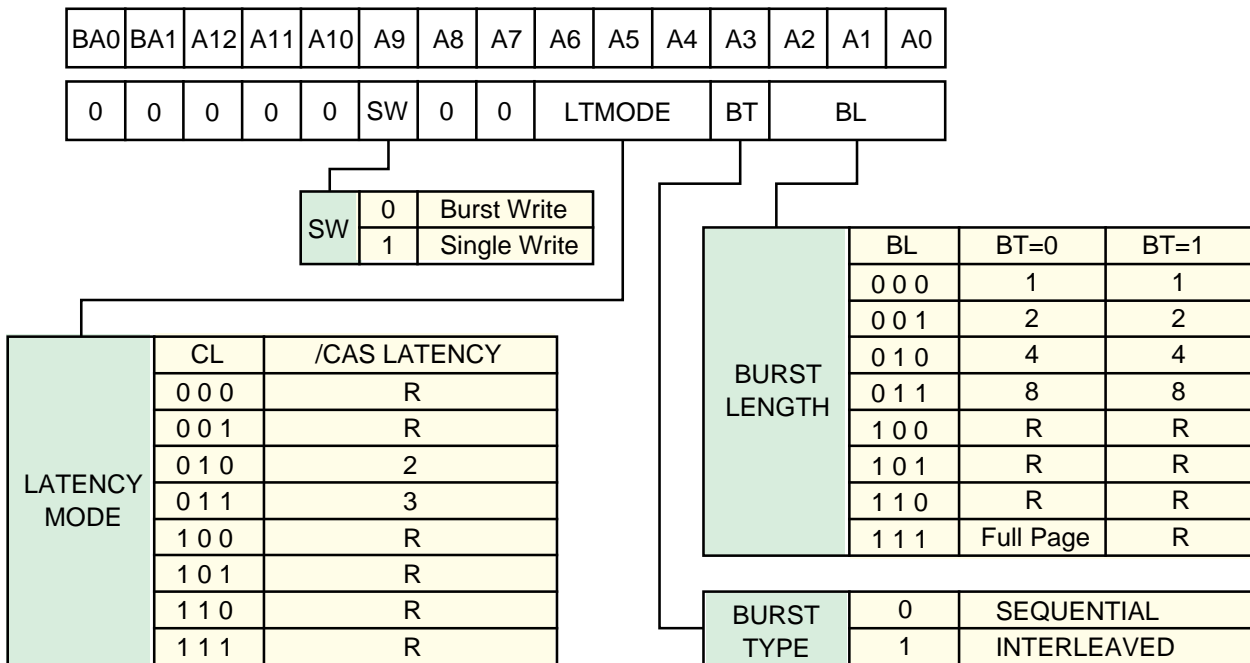 BA0 BA1 A12 A11 A10 A9 A8 A7 A6 A5 A4 A3 A2 A1 A0
0 0 0 0 0 SW 0 0 LTMODE BT BL
SW
0 Burst Write
1 Single Write
LATENCY MODE
CL /CAS LATENCY
0 0 0 R
0 0 1 R
0 1 0 2
0 1 1 3
1 0 0 R
1 0 1 R
1 1 0 R
1 1 1 R
BURST LENGTH
BL BT=0 BT=1
0 0 0 1 1
0 0 1 2 2
0 1 0 4 4
0 1 1 8 8
1 0 0 R R
1 0 1 R R
1 1 0 R R
1 1 1 Full Page R
BURST TYPE
0 SEQUENTIAL
1 INTERLEAVED